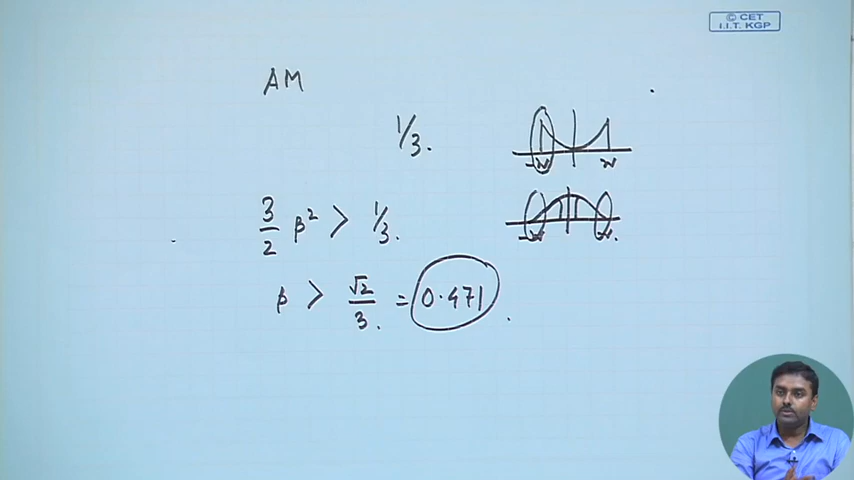 © CET
I.I.T. KGP
AM
1/3.
-W W
3/2 β² > 1/3.
-W W.
β > √2/3. = 0.471.